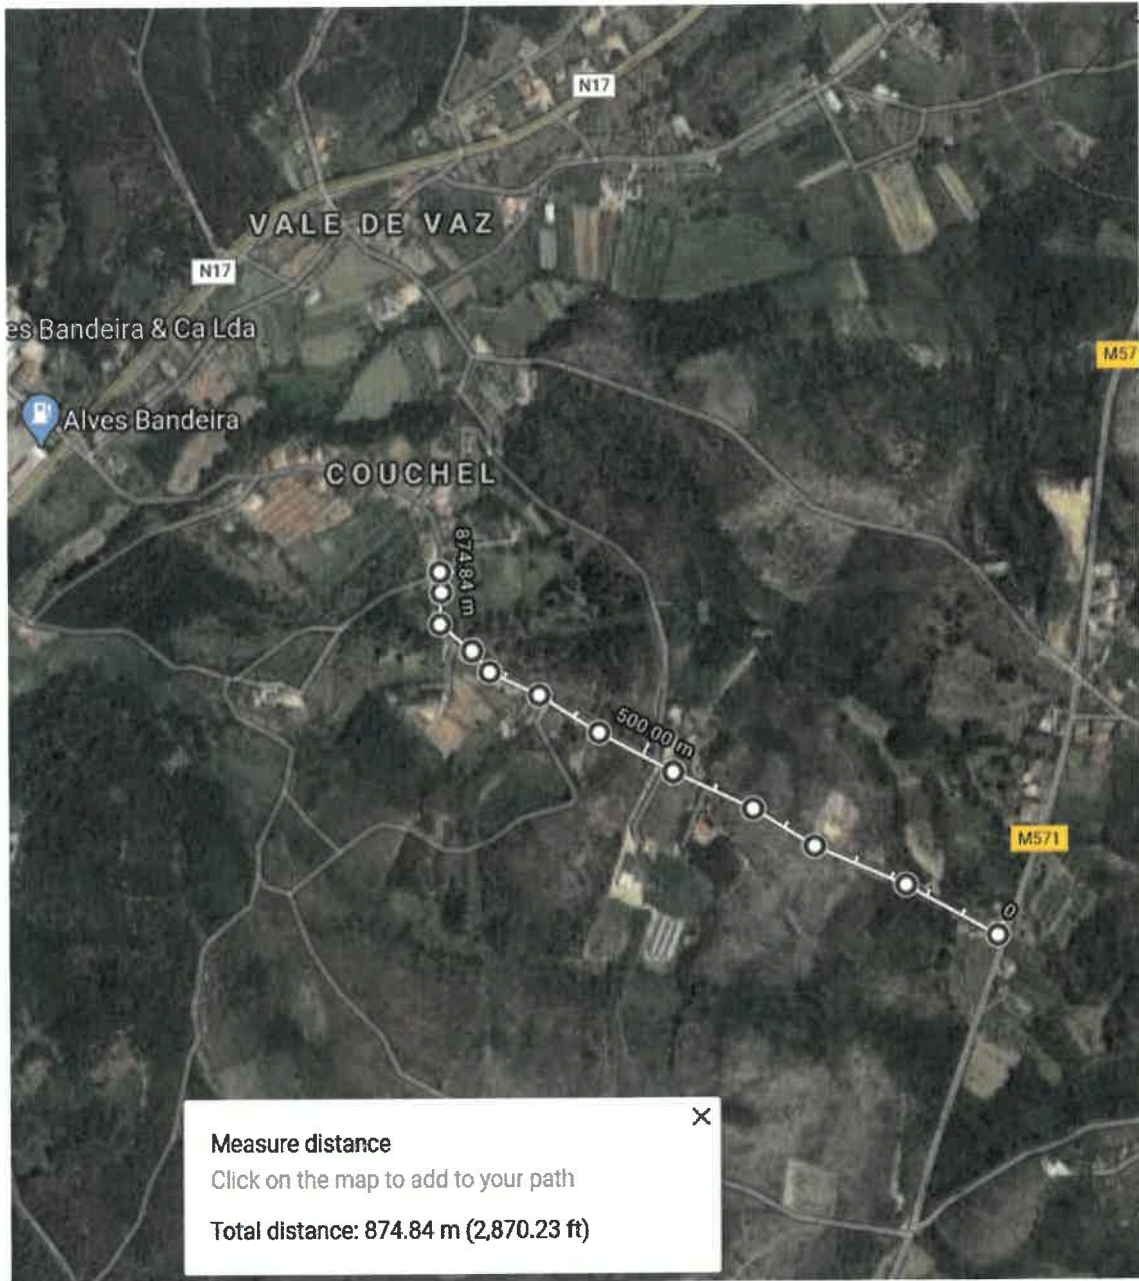 N17
VALE DE VAZ
N17
es Bandeira & Ca Lda
M57
Alves Bandeira
COUCHEL
874.84 m
500.00 m
M571
0
Measure distance
Click on the map to add to your path
Total distance: 874.84 m (2,870.23 ft)